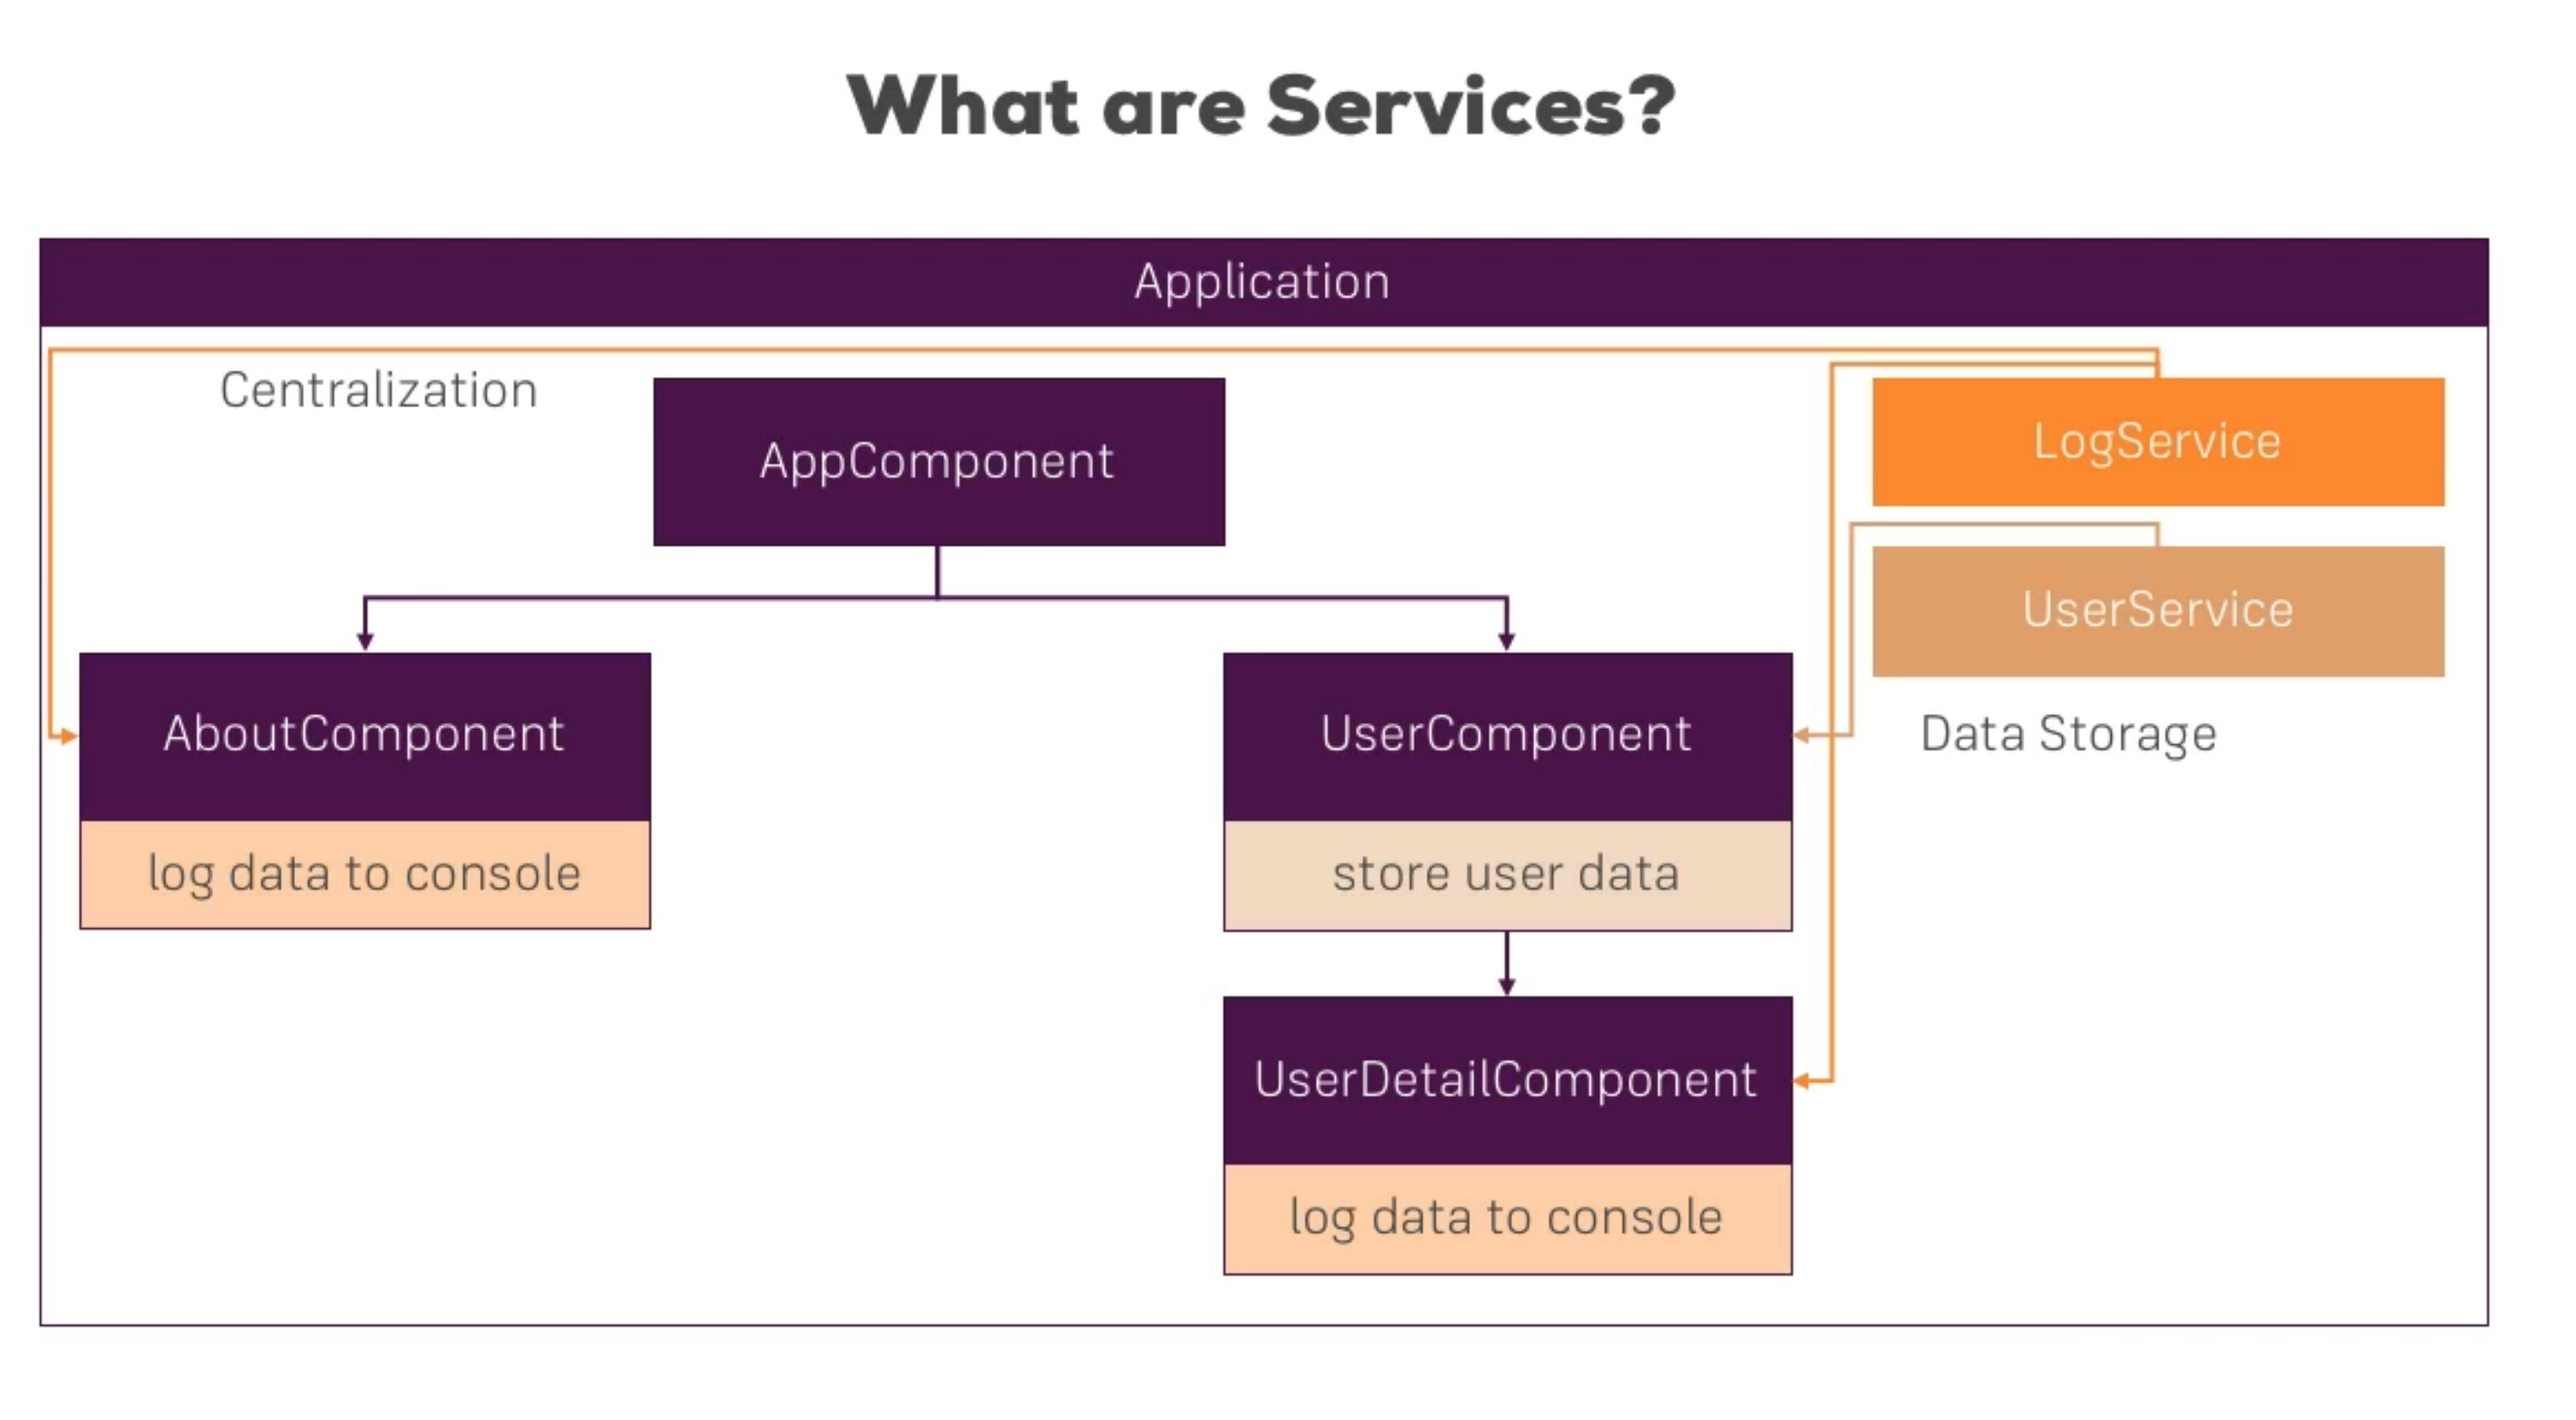 What are Services?
Application
Centralization
AppComponent
LogService
UserService
AboutComponent
UserComponent
Data Storage
log data to console
store user data
UserDetailComponent
log data to console